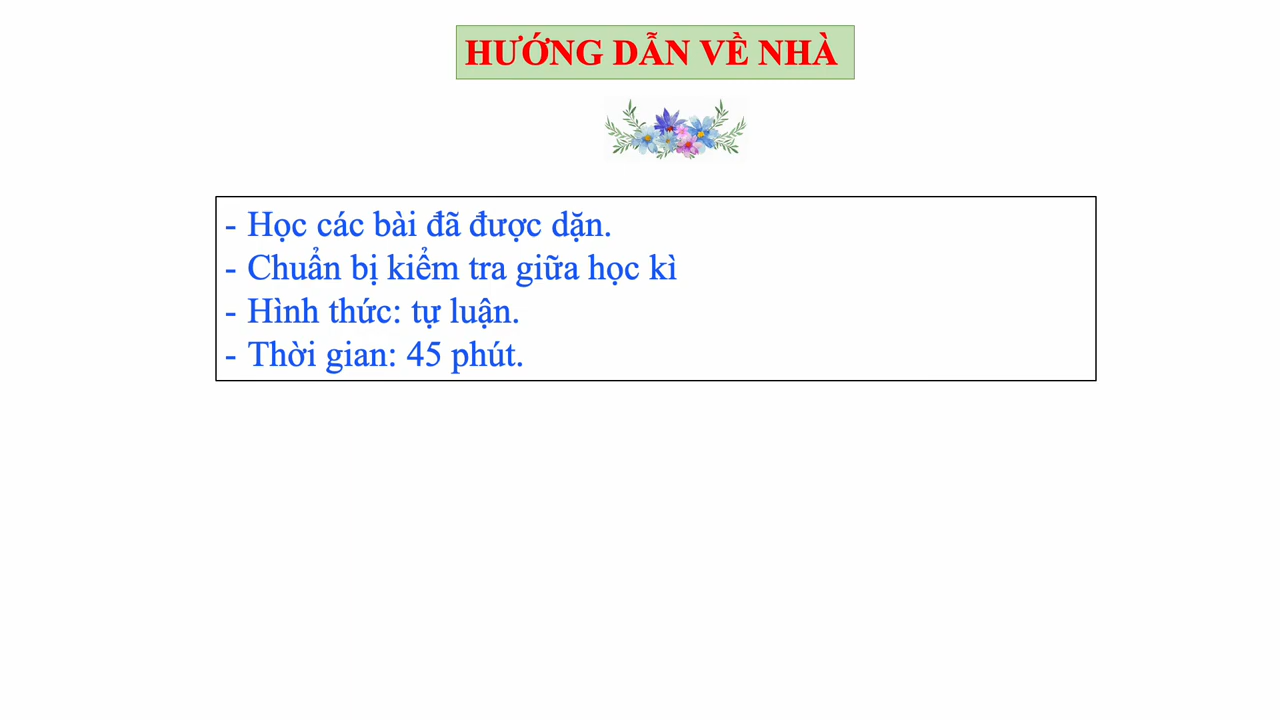 HƯỚNG DẪN VỀ NHÀ
- Học các bài đã được dặn.
- Chuẩn bị kiểm tra giữa học kì
- Hình thức: tự luận.
- Thời gian: 45 phút.